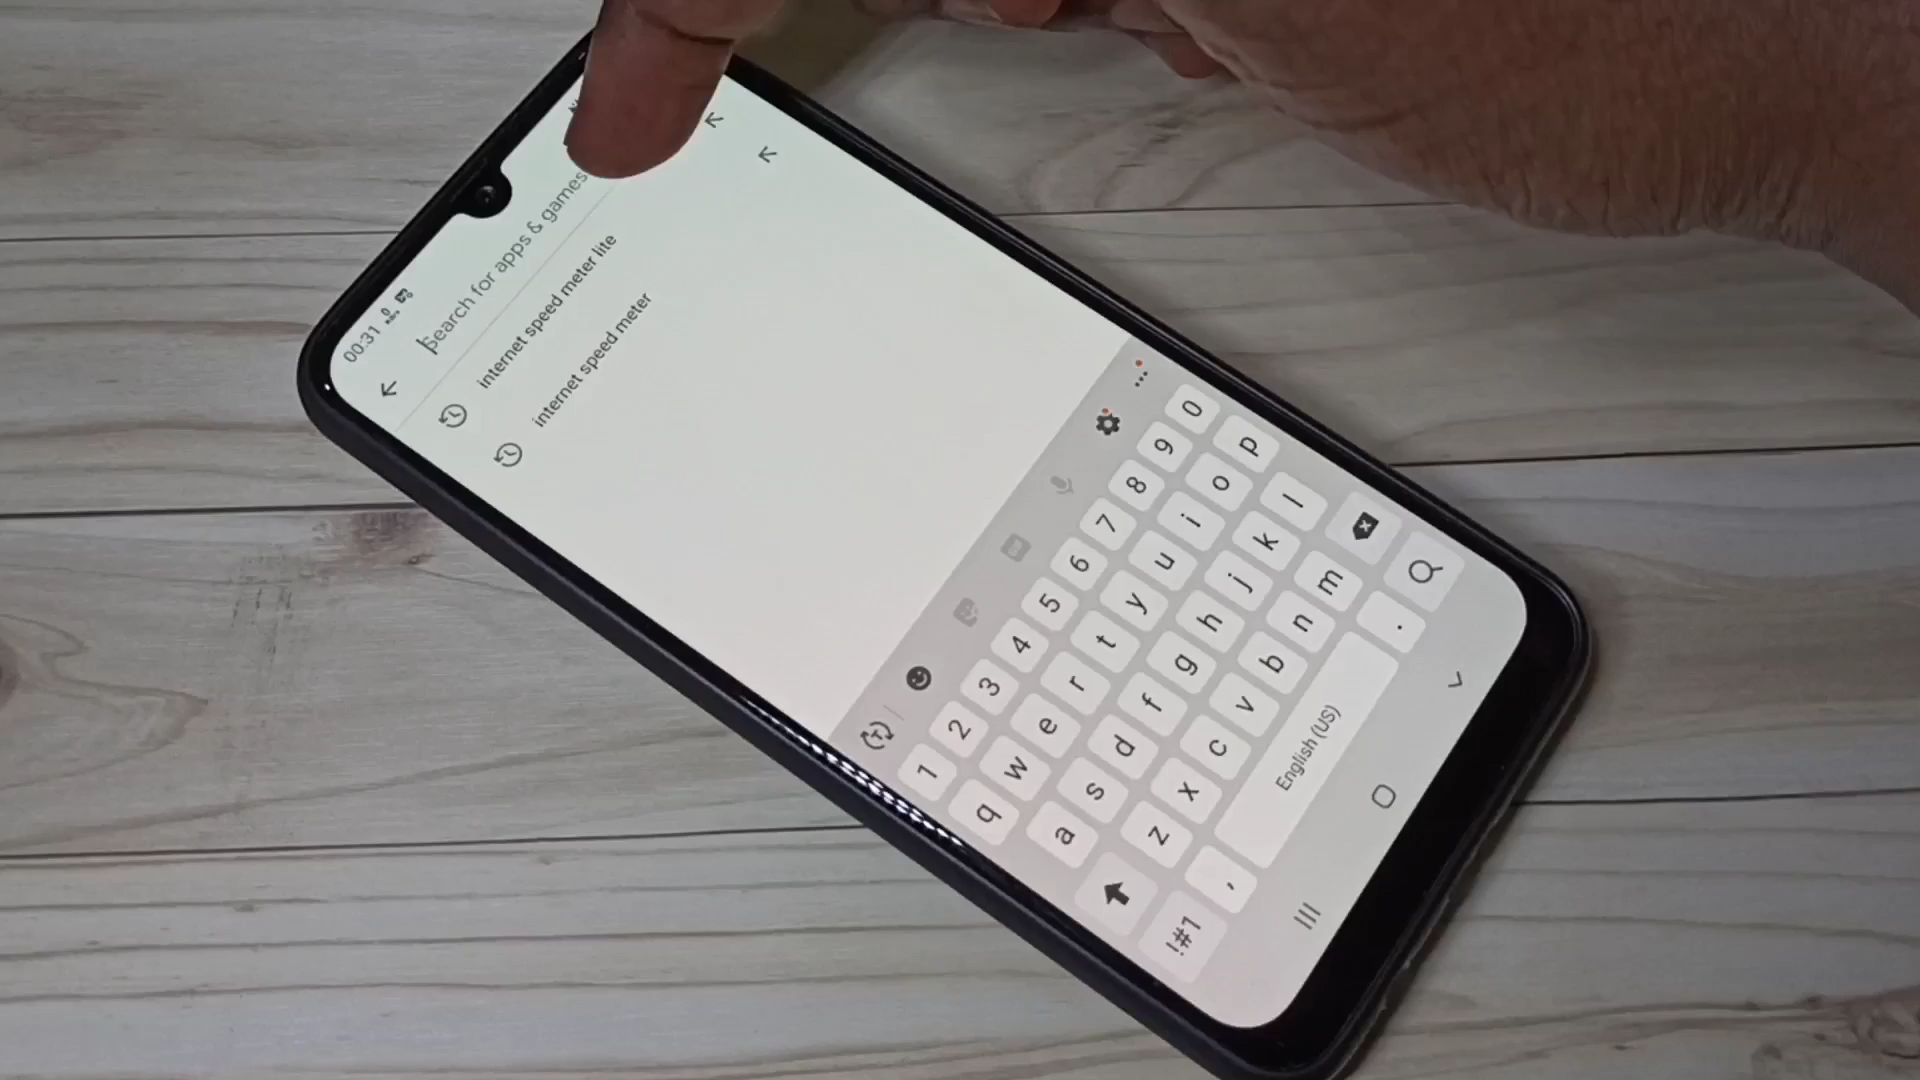 00:31
Search for apps & games
internet speed meter lite
internet speed meter
1 2 3 4 5 6 7 8 9 0
q w e r t y u i o p
a s d f g h j k l
z x c v b n m
!#1 , English (US) .